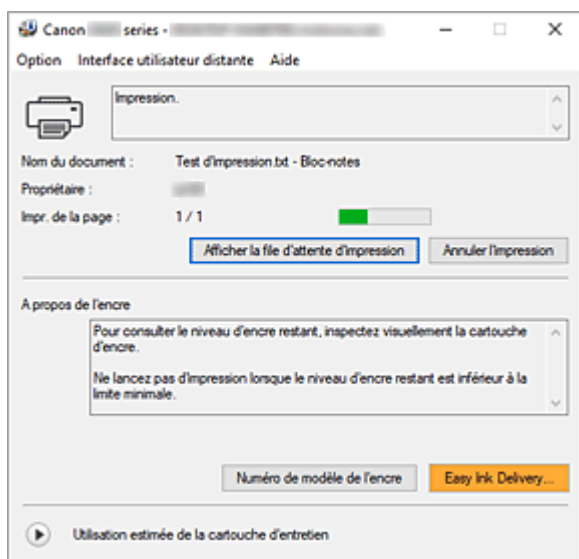 Canon series -
Option Interface utilisateur distante Aide
Impression.
Nom du document : Test d'impression.txt - Bloc-notes
Propriétaire :
Impr. de la page : 1 / 1
Afficher la file d'attente d'impression Annuler l'impression
A propos de l'encre
Pour consulter le niveau d'encre restant, inspectez visuellement la cartouche
d'encre.
Ne lancez pas d'impression lorsque le niveau d'encre restant est inférieur à la
limite minimale.
Numéro de modèle de l'encre Easy Ink Delivery...
Utilisation estimée de la cartouche d'entretien